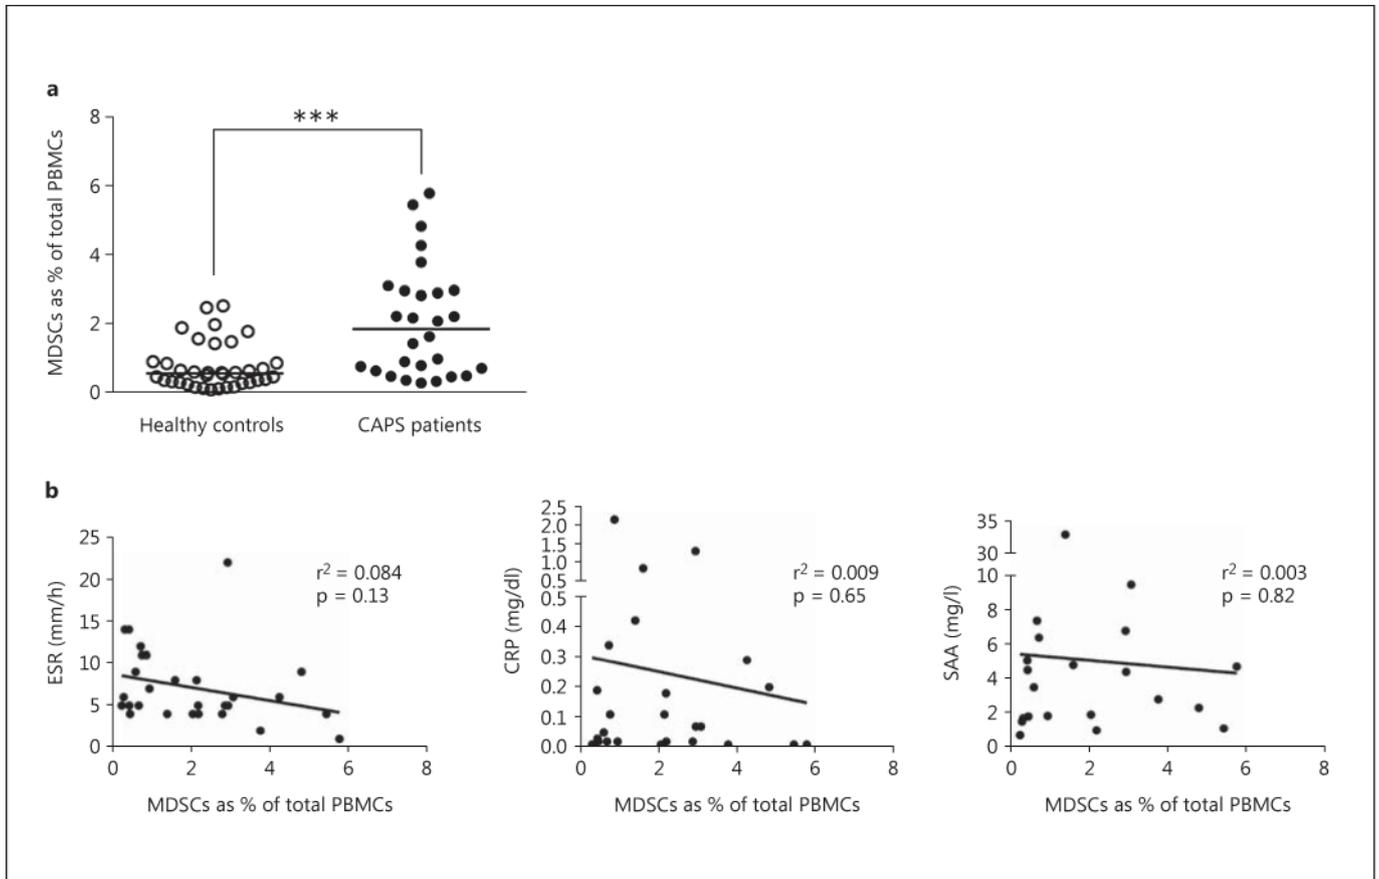 a
***
MDSCs as % of total PBMCs
8
6
4
2
0
Healthy controls
CAPS patients
b
ESR (mm/h)
25
20
15
10
5
0
r² = 0.084
p = 0.13
0 2 4 6 8
MDSCs as % of total PBMCs
CRP (mg/dl)
2.5
2.0
1.5
1.0
0.5
0.5
0.4
0.3
0.2
0.1
0.0
r² = 0.009
p = 0.65
0 2 4 6 8
MDSCs as % of total PBMCs
SAA (mg/l)
35
30
10
8
6
4
2
0
r² = 0.003
p = 0.82
0 2 4 6 8
MDSCs as % of total PBMCs